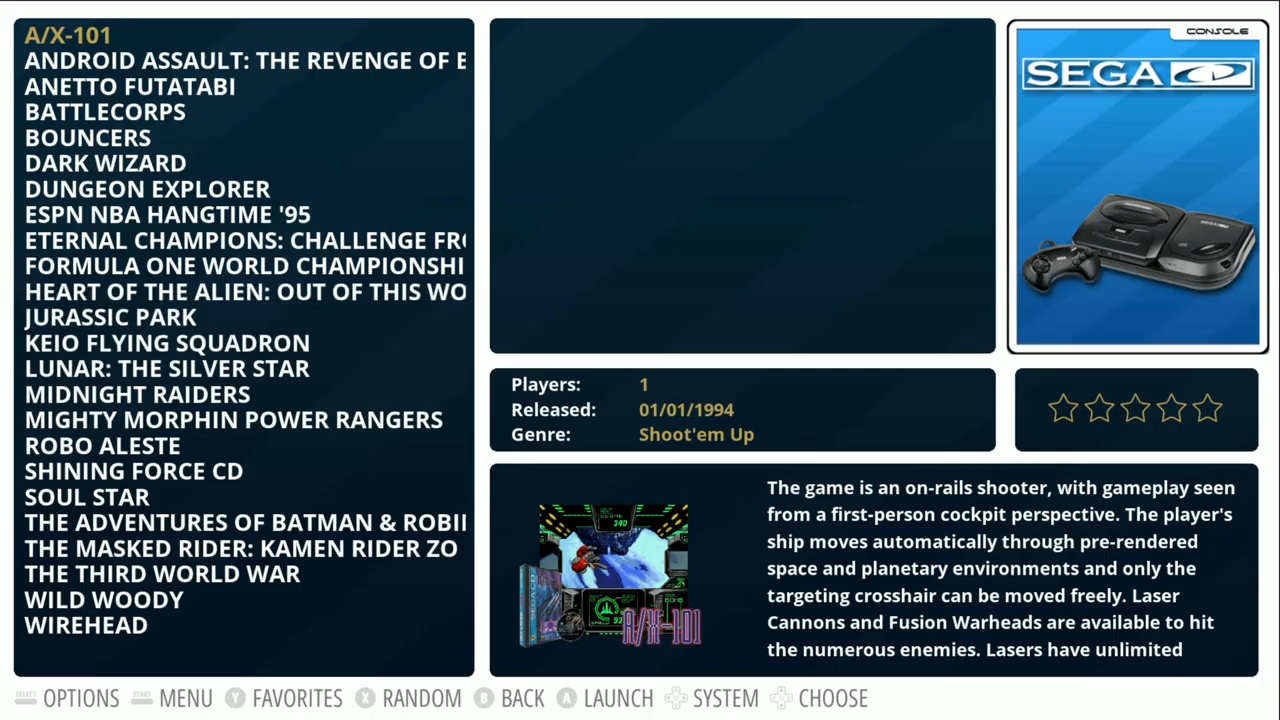 A/X-101
ANDROID ASSAULT: THE REVENGE OF E
ANETTO FUTATABI
BATTLECORPS
BOUNCERS
DARK WIZARD
DUNGEON EXPLORER
ESPN NBA HANGTIME '95
ETERNAL CHAMPIONS: CHALLENGE FRO
FORMULA ONE WORLD CHAMPIONSHI
HEART OF THE ALIEN: OUT OF THIS WO
JURASSIC PARK
KEIO FLYING SQUADRON
LUNAR: THE SILVER STAR
MIDNIGHT RAIDERS
MIGHTY MORPHIN POWER RANGERS
ROBO ALESTE
SHINING FORCE CD
SOUL STAR
THE ADVENTURES OF BATMAN & ROBI
THE MASKED RIDER: KAMEN RIDER ZO
THE THIRD WORLD WAR
WILD WOODY
WIREHEAD
CONSOLE
SEGA CD
Players: 1
Released: 01/01/1994
Genre: Shoot'em Up
340
SEGA CD
A/X-101
The game is an on-rails shooter, with gameplay seen
from a first-person cockpit perspective. The player's
ship moves automatically through pre-rendered
space and planetary environments and only the
targeting crosshair can be moved freely. Laser
Cannons and Fusion Warheads are available to hit
the numerous enemies. Lasers have unlimited
SELECT OPTIONS START MENU Y FAVORITES X RANDOM B BACK A LAUNCH SYSTEM CHOOSE